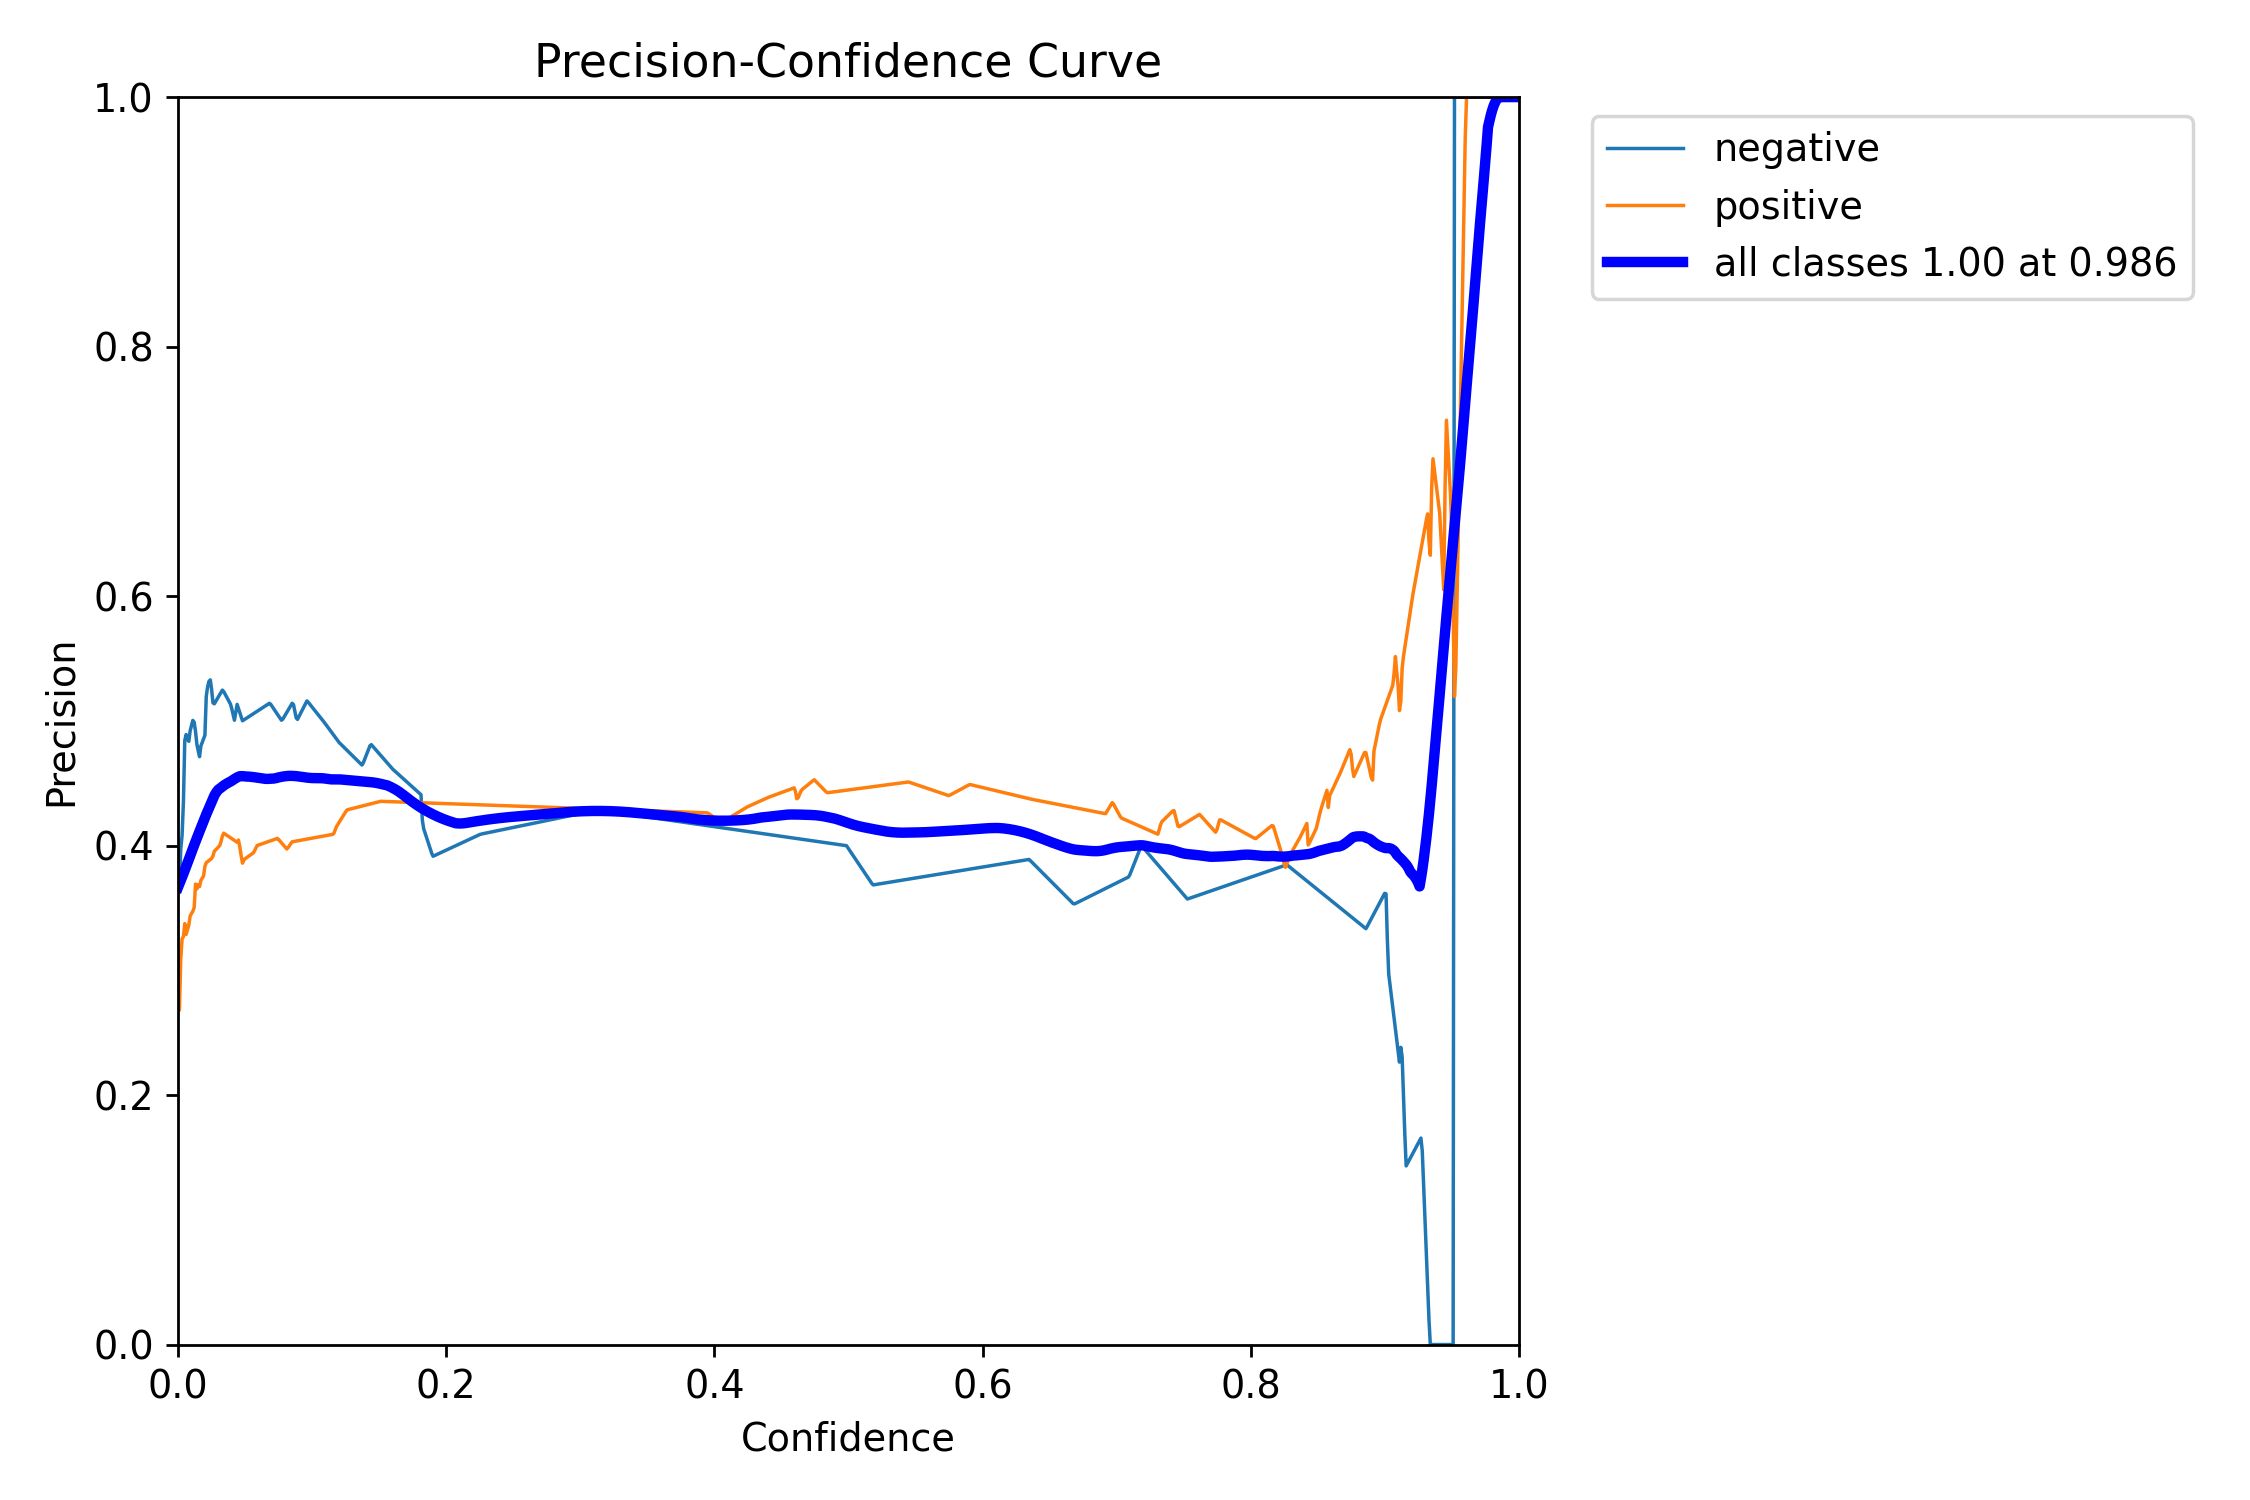 Precision-Confidence Curve
1.0
0.8
0.6
0.4
0.2
0.0
Precision
0.0 0.2 0.4 0.6 0.8 1.0
Confidence
negative
positive
all classes 1.00 at 0.986